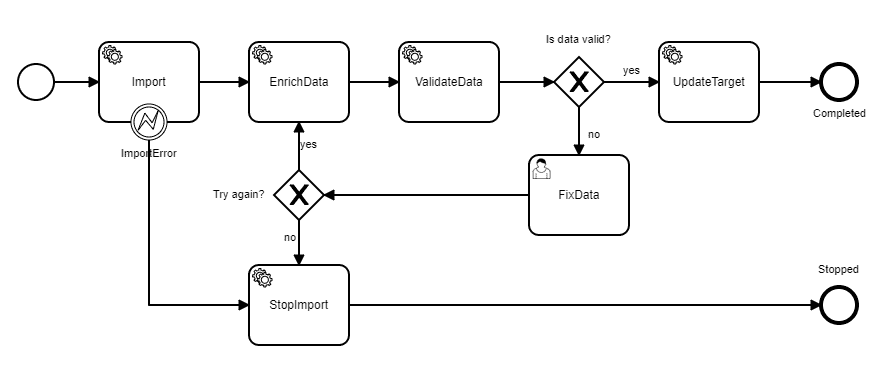 Is data valid?
Import
EnrichData
ValidateData
yes
UpdateTarget
Completed
ImportError
yes
no
Try again?
FixData
no
Stopped
StopImport